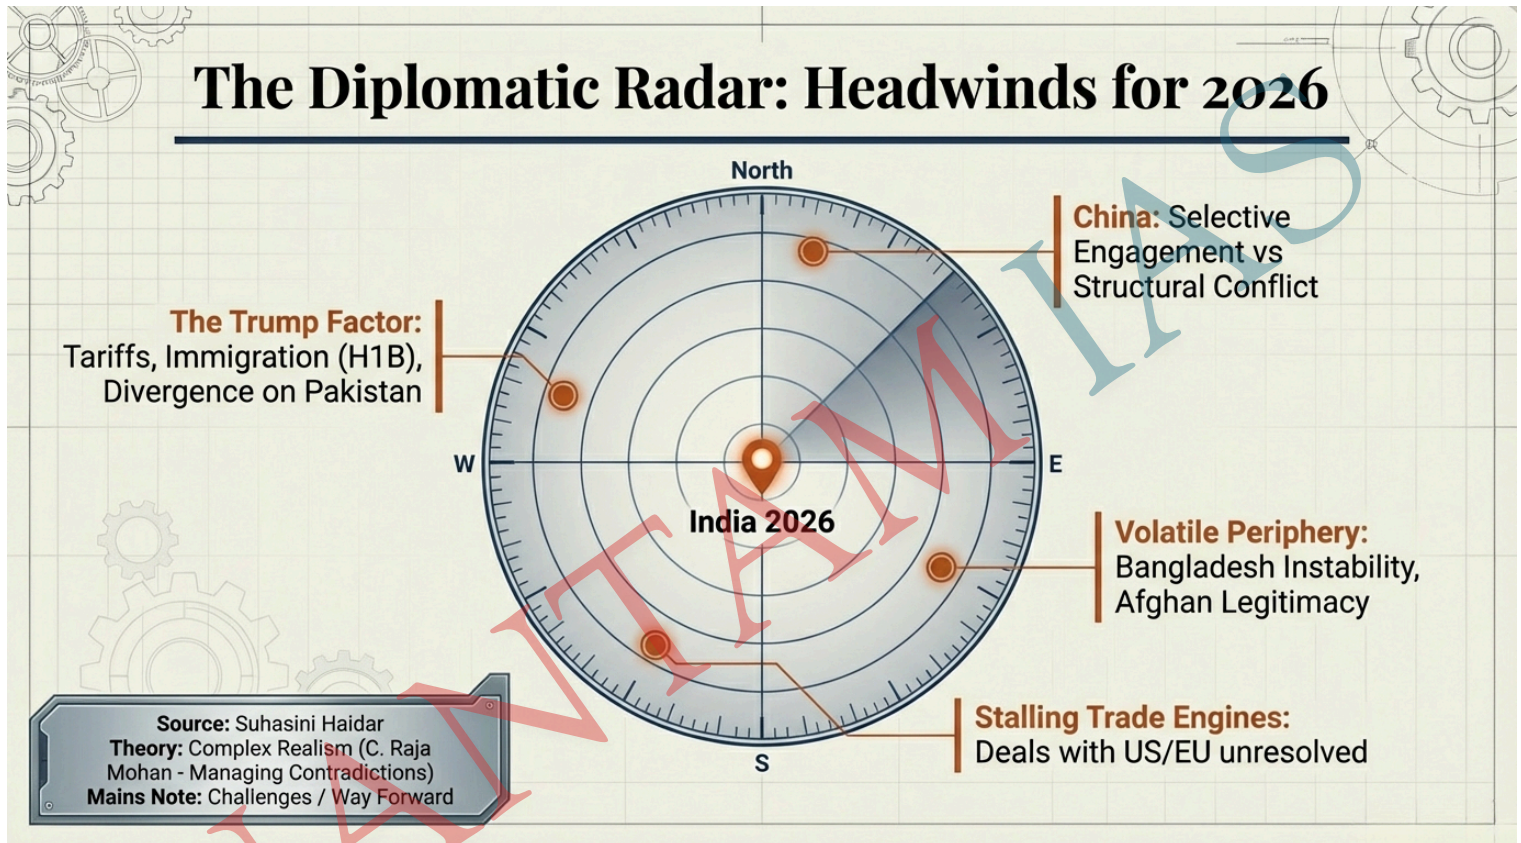 The Diplomatic Radar: Headwinds for 2026
North
China: Selective
Engagement vs
Structural Conflict
The Trump Factor:
Tariffs, Immigration (H1B),
Divergence on Pakistan
W
E
India 2026
Volatile Periphery:
Bangladesh Instability,
Afghan Legitimacy
Stalling Trade Engines:
Deals with US/EU unresolved
S
Source: Suhasini Haidar
Theory: Complex Realism (C. Raja
Mohan - Managing Contradictions)
Mains Note: Challenges / Way Forward
ANTAM IAS